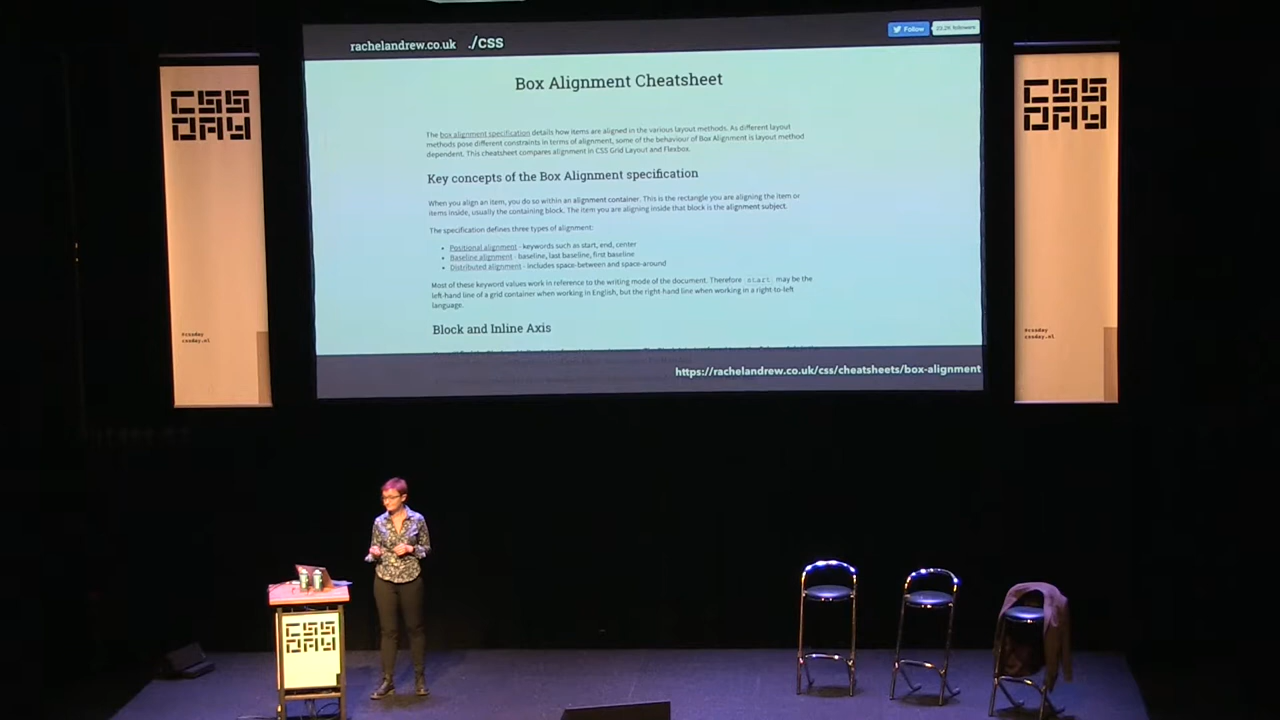 rachelandrew.co.uk ./css
Follow
Box Alignment Cheatsheet
The box alignment specification details how items are aligned in the various layout methods. As different layout
methods pose different constraints in terms of alignment, some of the behaviour of Box Alignment is layout method
dependent. This cheatsheet compares alignment in CSS Grid Layout and Flexbox.
Key concepts of the Box Alignment specification
When you align an item, you do so within an alignment container. This is the rectangle you are aligning the item or
items inside, usually the containing block. The item you are aligning inside that block is the alignment subject.
The specification defines three types of alignment:
• Positional alignment - keywords such as start, end, center
• Baseline alignment - baseline, last baseline, first baseline
• Distributed alignment - includes space-between and space-around
Most of these keyword values work in reference to the writing mode of the document. Therefore start may be the
left-hand line of a grid container when working in English, but the right-hand line when working in a right-to-left
language.
Block and Inline Axis
https://rachelandrew.co.uk/css/cheatsheets/box-alignment
CSS
DAY
#cssday
cssday.nl
CSS
DAY
#cssday
cssday.nl
CSS
DAY